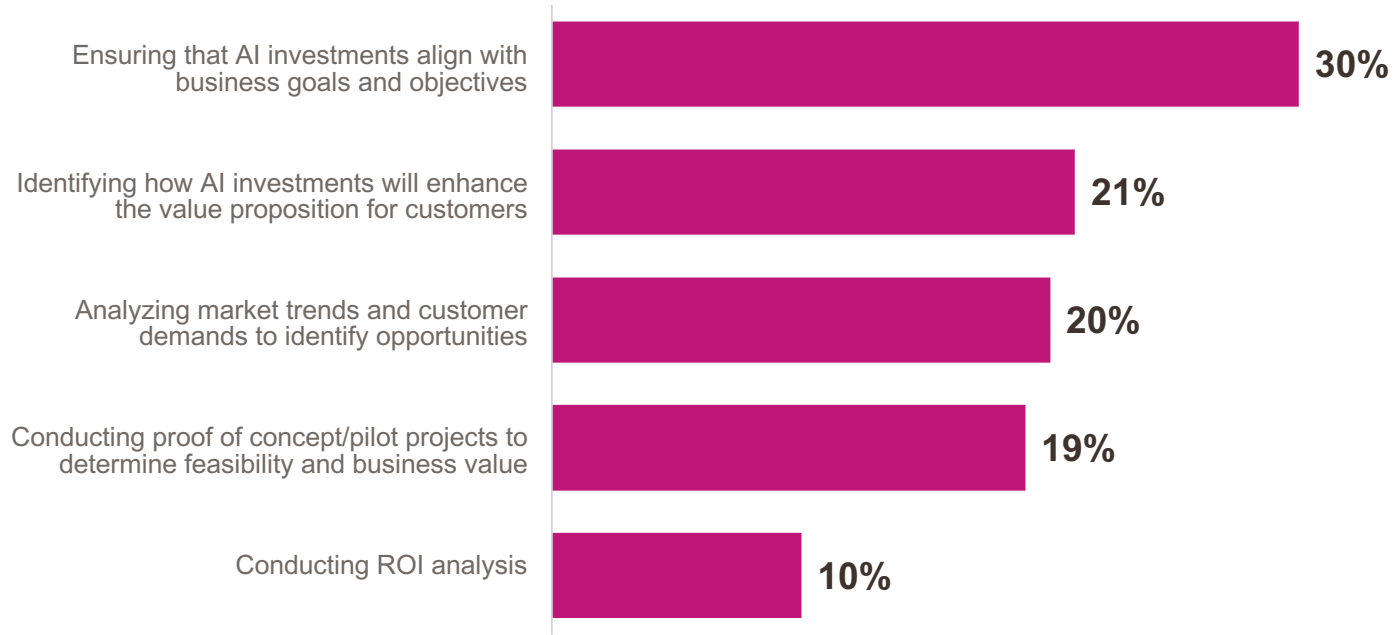 Ensuring that AI investments align with
business goals and objectives
30%
Identifying how AI investments will enhance
the value proposition for customers
21%
Analyzing market trends and customer
demands to identify opportunities
20%
Conducting proof of concept/pilot projects to
determine feasibility and business value
19%
Conducting ROI analysis
10%